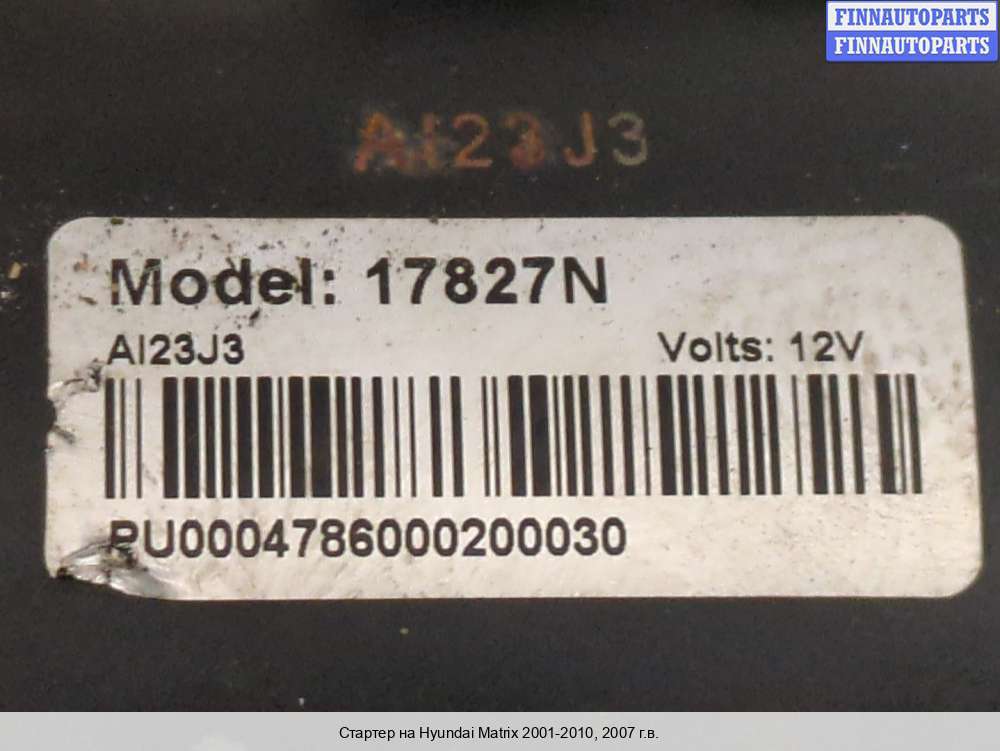 FINNAUTOPARTS
FINNAUTOPARTS
AI23J3
Model: 17827N
AI23J3
Volts: 12V
PU0004786000200030
Стартер на Hyundai Matrix 2001-2010, 2007 г.в.